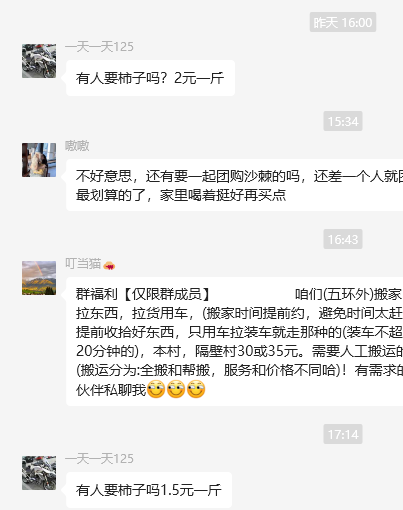 昨天 16:00
一天一天125
有人要柿子吗？2元一斤
15:34
嗷嗷
不好意思，还有要一起团购沙棘的吗，还差一个人就团
最划算的了，家里喝着挺好再买点
16:43
叮当猫
群福利【仅限群成员】 咱们(五环外)搬家
拉东西，拉货用车，(搬家时间提前约，避免时间太赶
提前收拾好东西，只用车拉装车就走那种的(装车不超
20分钟的)，本村，隔壁村30或35元。需要人工搬运的
(搬运分为:全搬和帮搬，服务和价格不同哈)！有需求的
伙伴私聊我
17:14
一天一天125
有人要柿子吗1.5元一斤